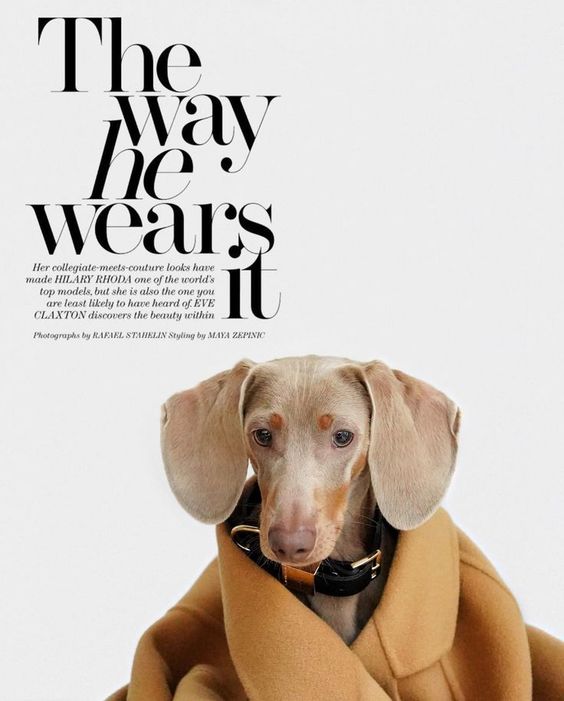 The
way
he
wears
it
Her collegiate-meets-couture looks have
made HILARY RHODA one of the world's
top models, but she is also the one you
are least likely to have heard of. EVE
CLAXTON discovers the beauty within
Photographs by RAFAEL STAHELIN Styling by MAYA ZEPINIC